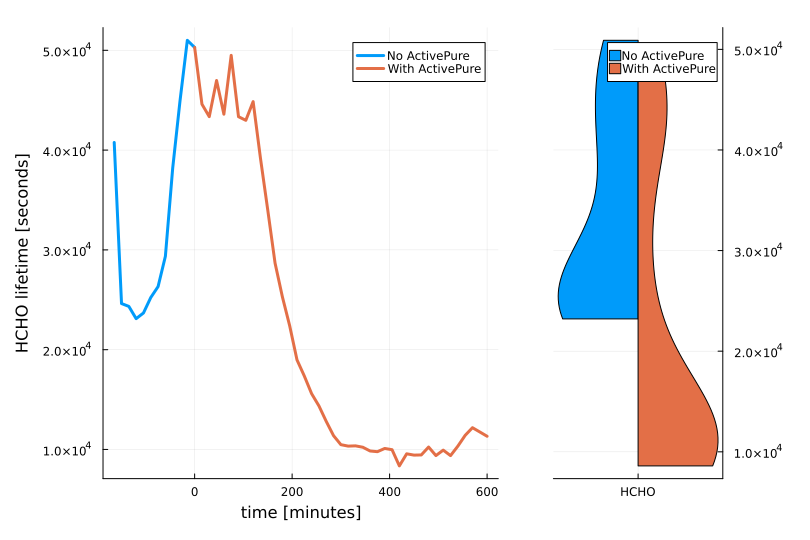 HCHO lifetime [seconds]
5.0×10⁴
4.0×10⁴
3.0×10⁴
2.0×10⁴
1.0×10⁴
No ActivePure
With ActivePure
0
200
400
600
time [minutes]
No ActivePure
With ActivePure
5.0×10⁴
4.0×10⁴
3.0×10⁴
2.0×10⁴
1.0×10⁴
HCHO